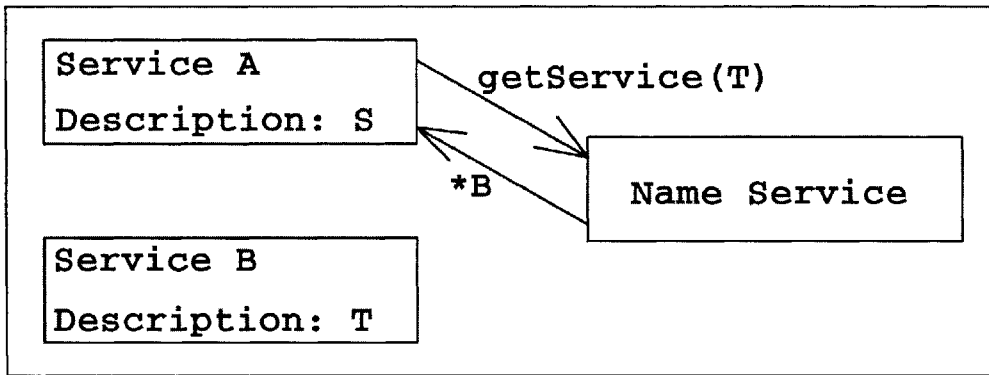 Service A
Description: S
getService(T)
*B
Name Service
Service B
Description: T